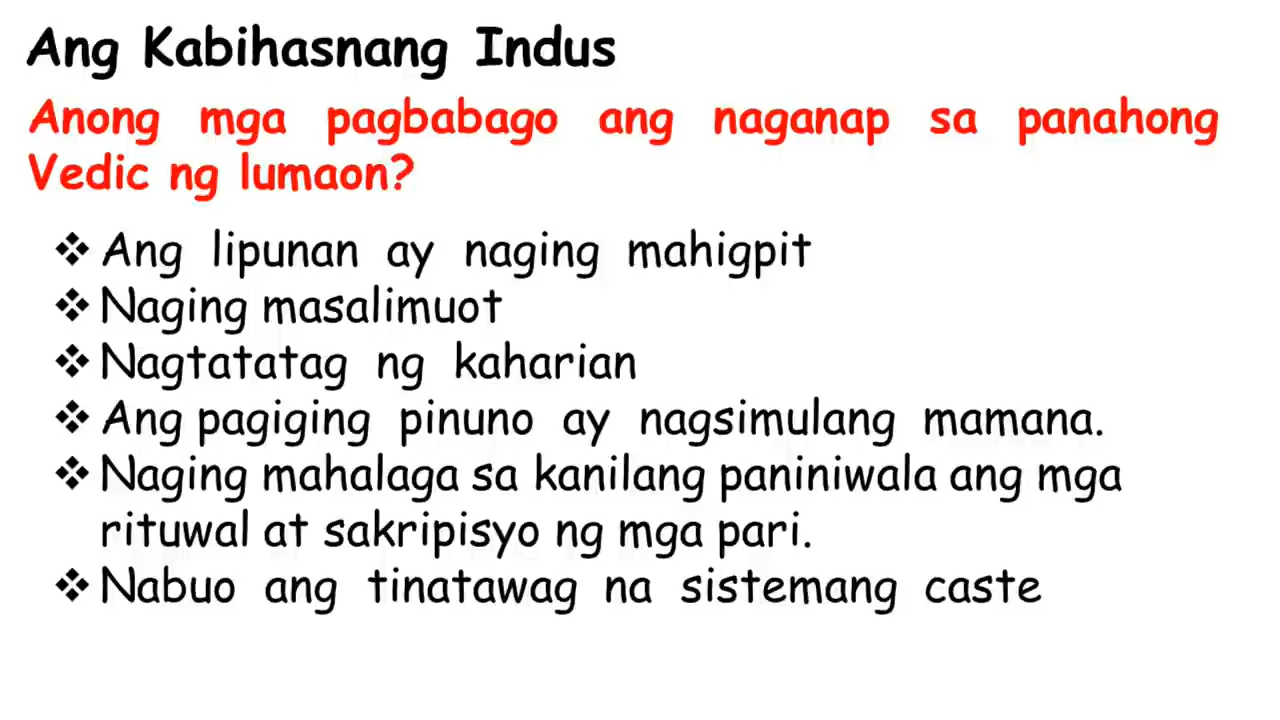 Ang Kabihasnang Indus
Anong mga pagbabago ang naganap sa panahong
Vedic ng lumaon?
❖ Ang lipunan ay naging mahigpit
❖ Naging masalimuot
❖ Nagtatatag ng kaharian
❖ Ang pagiging pinuno ay nagsimulang mamana.
❖ Naging mahalaga sa kanilang paniniwala ang mga
rituwal at sakripisyo ng mga pari.
❖ Nabuo ang tinatawag na sistemang caste